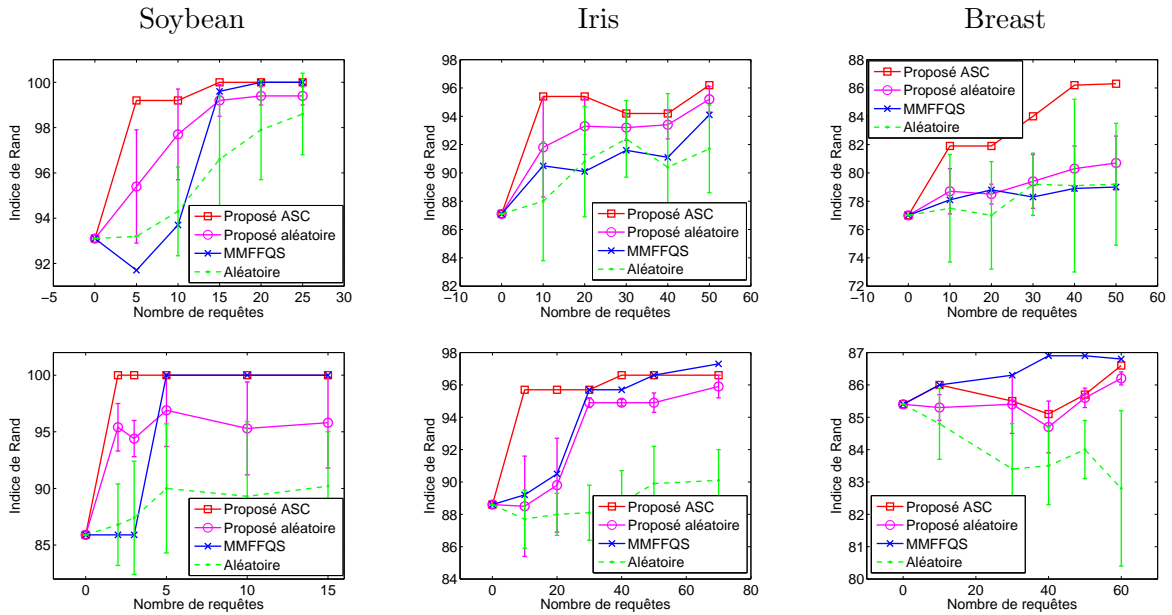 Soybean
Iris
Breast
100
98
96
94
92
−5
0
5
10
15
20
25
30
Indice de Rand
Nombre de requêtes
Proposé ASC
Proposé aléatoire
MMFFQS
Aléatoire
98
96
94
92
90
88
86
84
82
−10
0
10
20
30
40
50
60
Indice de Rand
Nombre de requêtes
Proposé ASC
Proposé aléatoire
MMFFQS
Aléatoire
88
86
84
82
80
78
76
74
72
−10
0
10
20
30
40
50
60
Indice de Rand
Nombre de requêtes
Proposé ASC
Proposé aléatoire
MMFFQS
Aléatoire
100
95
90
85
0
5
10
15
Indice de Rand
Nombre de requêtes
Proposé ASC
Proposé aléatoire
MMFFQS
Aléatoire
98
96
94
92
90
88
86
84
0
20
40
60
80
Indice de Rand
Nombre de requêtes
Proposé ASC
Proposé aléatoire
MMFFQS
Aléatoire
87
86
85
84
83
82
81
80
0
20
40
60
Indice de Rand
Nombre de requêtes
Proposé ASC
Proposé aléatoire
MMFFQS
Aléatoire